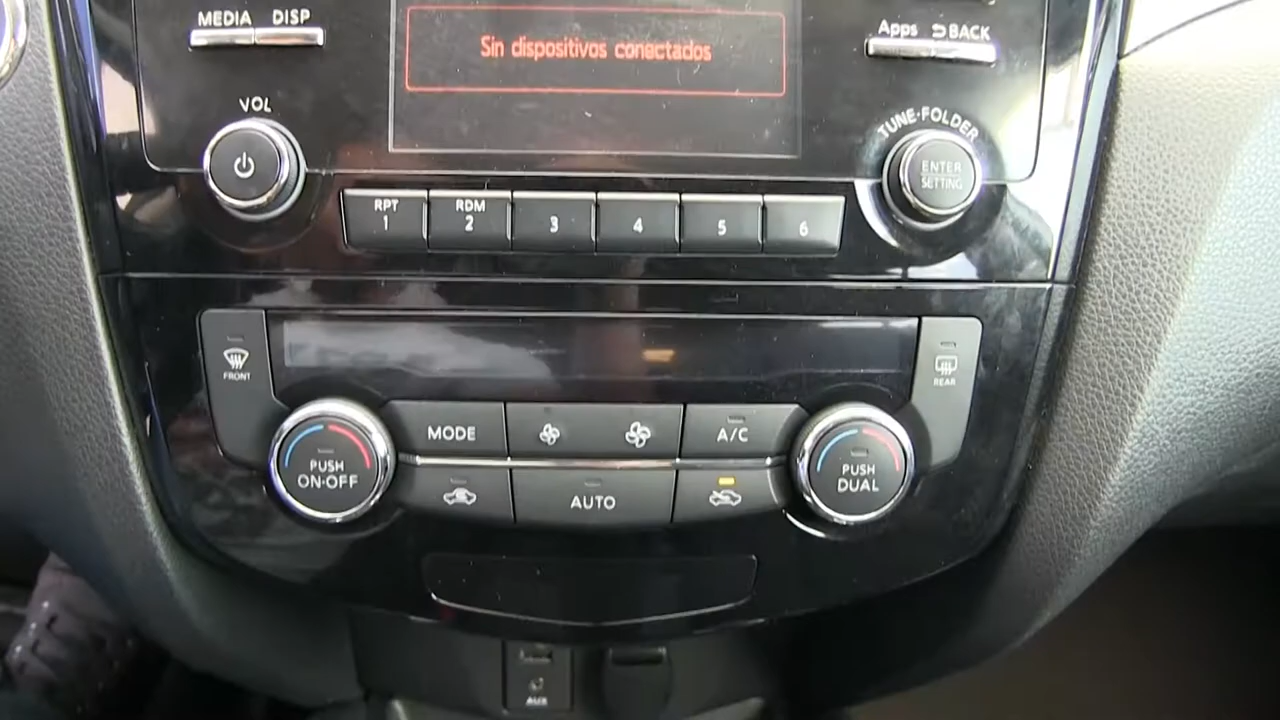 MEDIA DISP
Sin dispositivos conectados
Apps BACK
VOL
TUNE·FOLDER
ENTER
SETTING
RPT
1
RDM
2
3
4
5
6
FRONT
REAR
MODE
A/C
PUSH
ON·OFF
AUTO
PUSH
DUAL
AUX